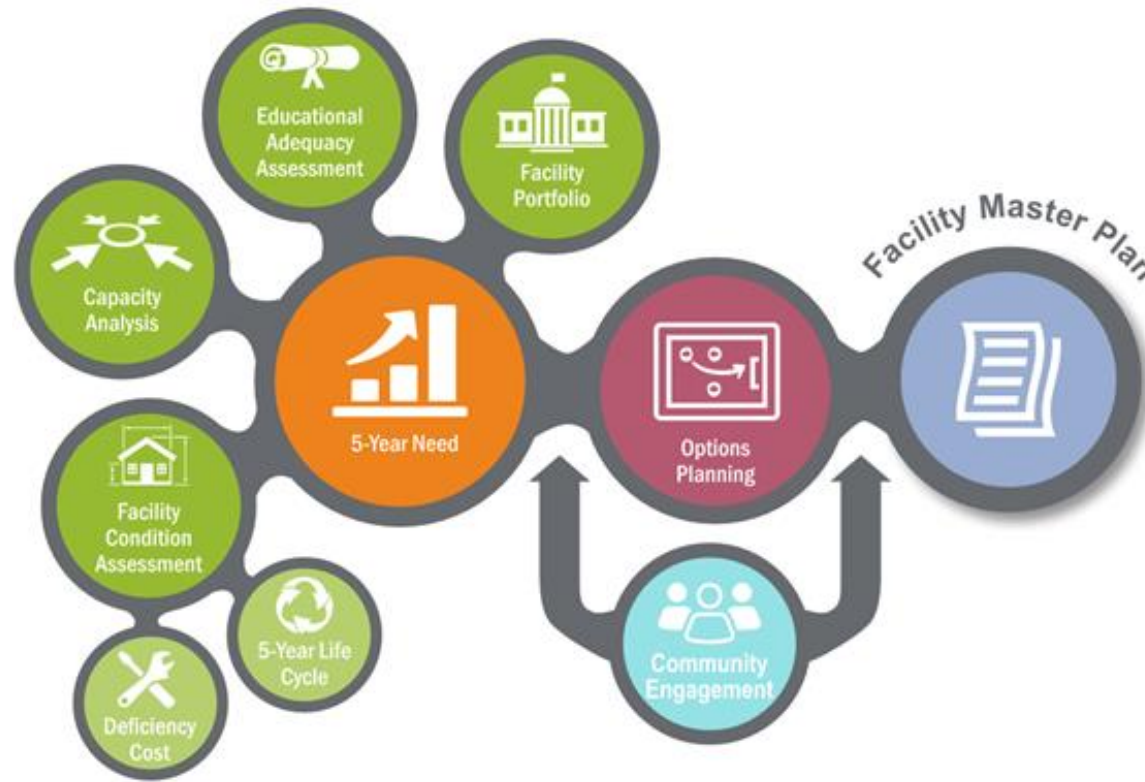 Educational
Adequacy
Assessment
Facility
Portfolio
Capacity
Analysis
Facility Master Plan
5-Year Need
Options
Planning
Facility
Condition
Assessment
5-Year Life
Cycle
Deficiency
Cost
Community
Engagement